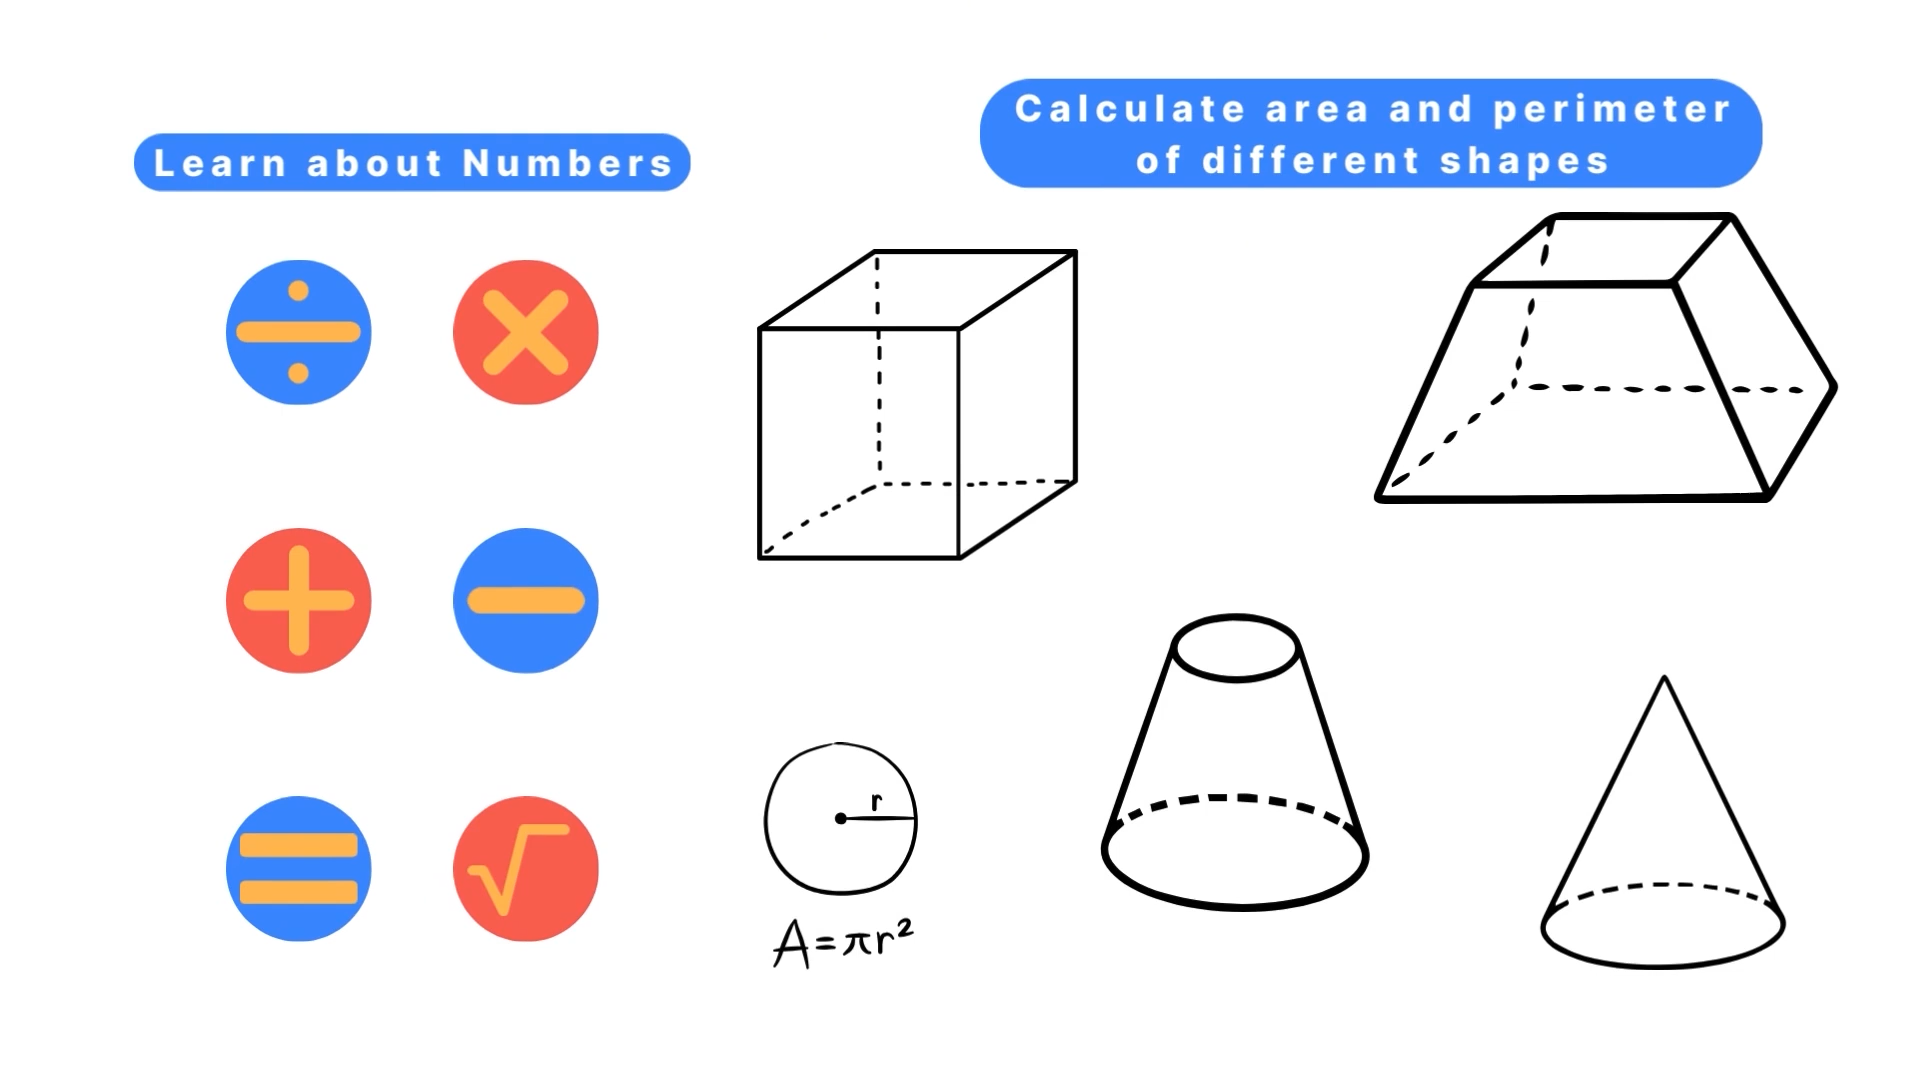 Learn about Numbers
Calculate area and perimeter
of different shapes
÷ ×
+ −
= √
r
A=πr²